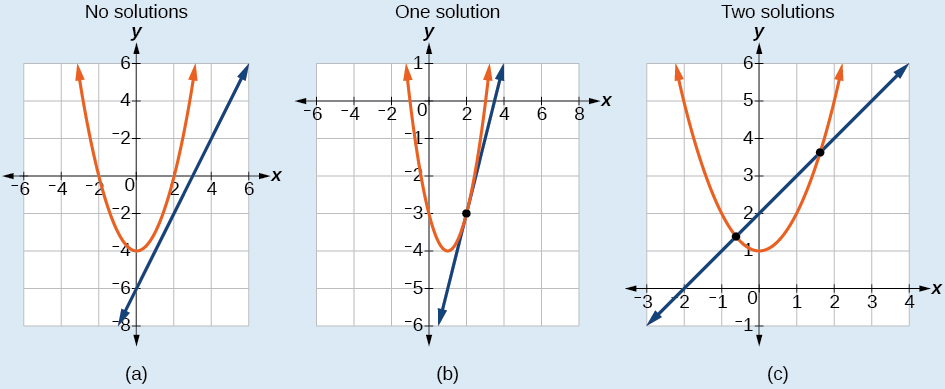 No solutions
y
6
4
−2
x
−6 −4 −2 0 2 4 6
−2
−4
−6
−8
(a)
One solution
y
1
x
−6 −4 −2 0 2 4 6 8
−1
−2
−3
−4
−5
−6
(b)
Two solutions
y
6
5
4
3
2
1
x
−3 −2 −1 0 1 2 3 4
−1
(c)